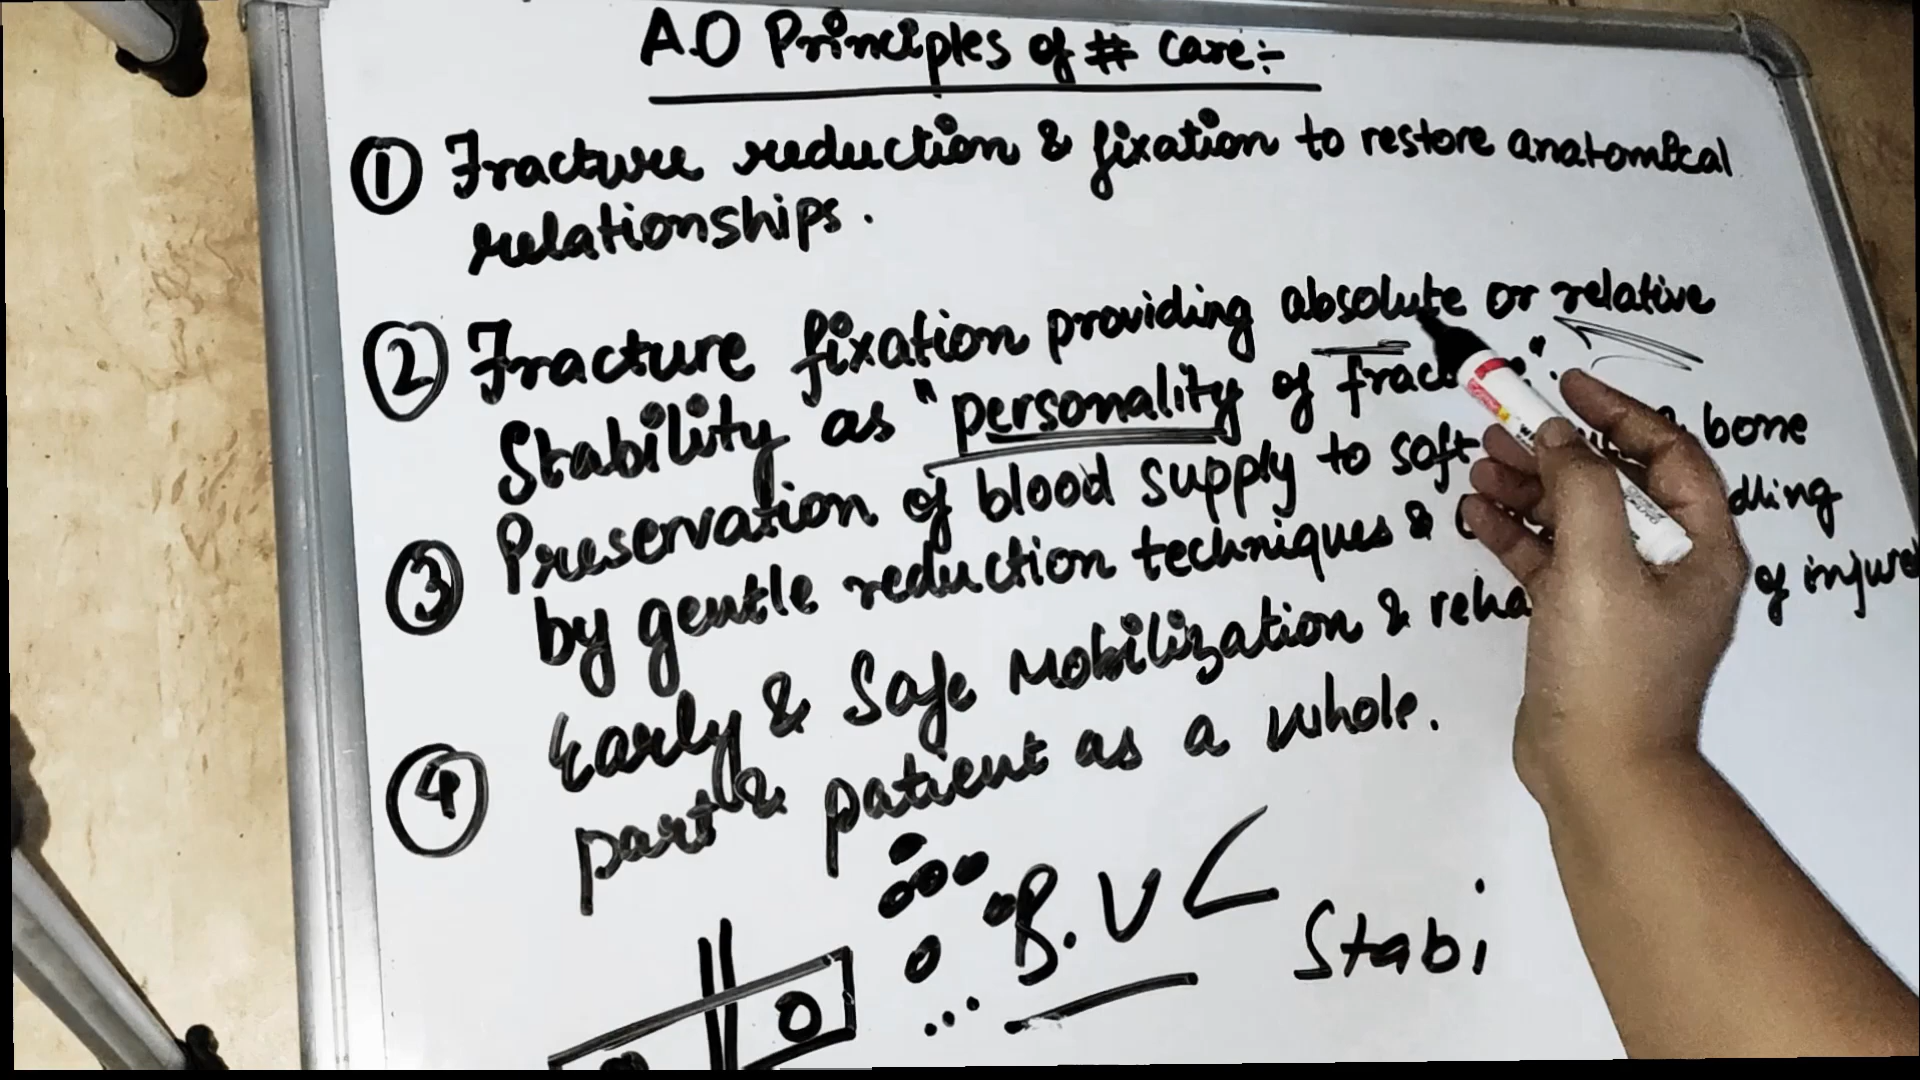 A.O Principles of # care:-
① Fracture reduction & fixation to restore anatomical
relationships.
② Fracture fixation providing absolute or relative
Stability as "personality of frac
③ Preservation of blood supply to soft bone
by gentle reduction techniques & dling
④ Early & Safe Mobilization & reha of injure
part & patient as a whole.
Stabi